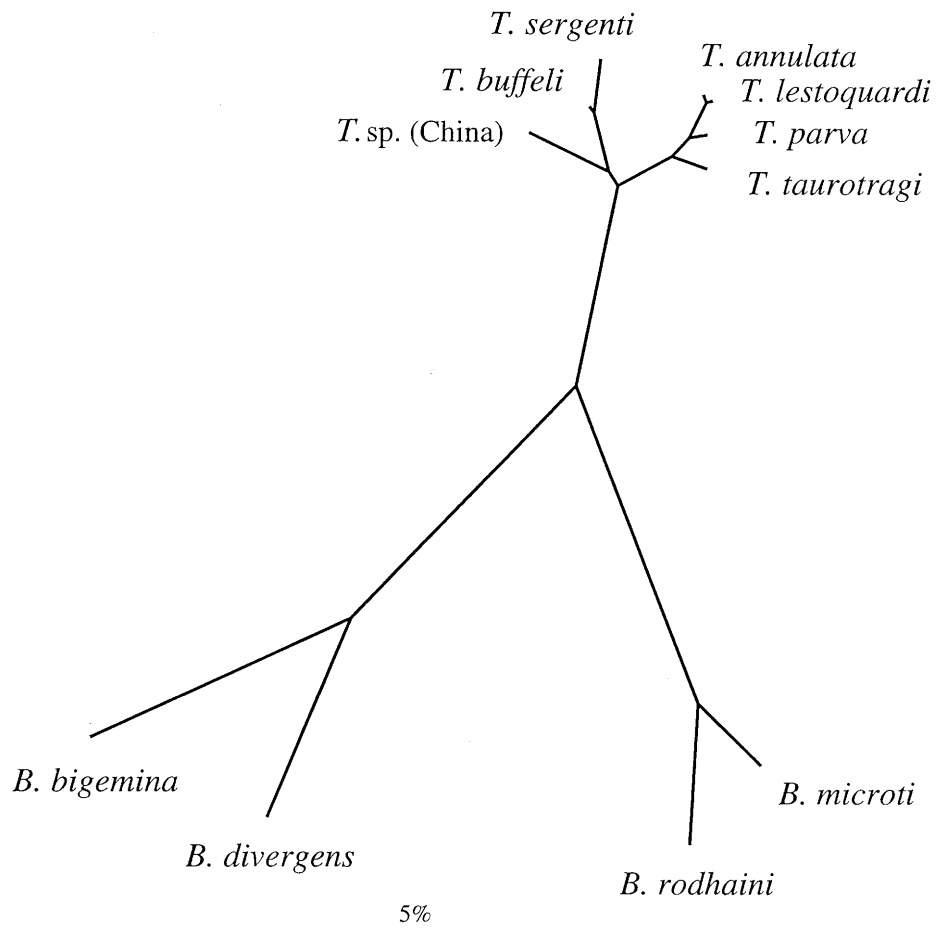 T. sergenti
T. annulata
T. buffeli
T. lestoquardi
T. sp. (China)
T. parva
T. taurotragi
B. bigemina
B. microti
B. divergens
B. rodhaini
5%